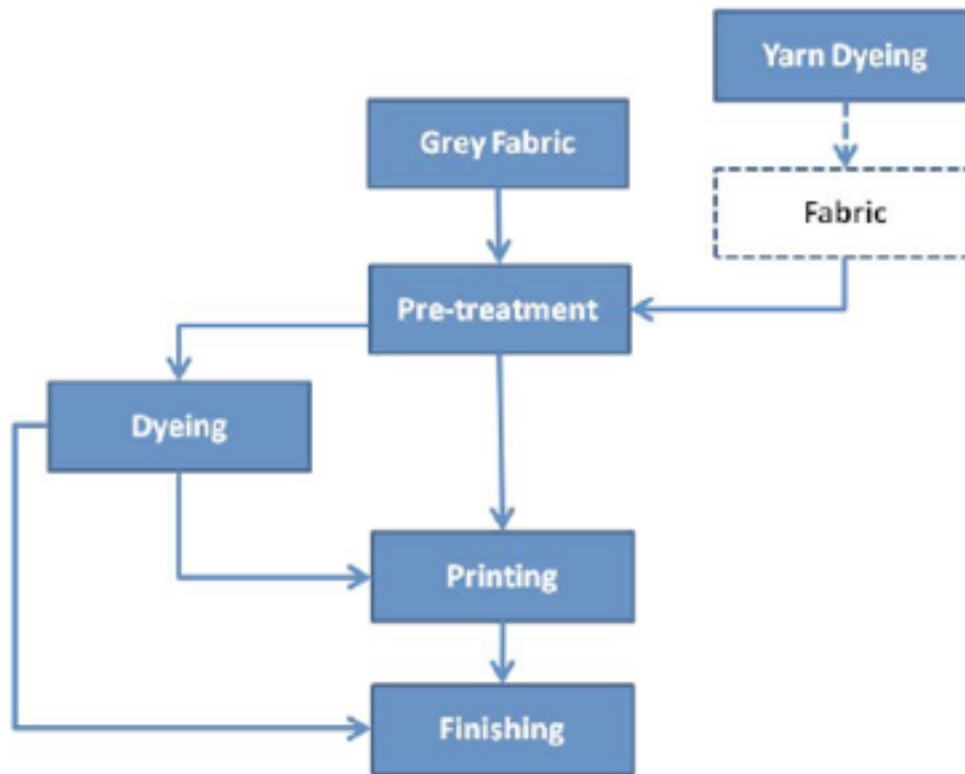 Yarn Dyeing
Grey Fabric
Fabric
Pre-treatment
Dyeing
Printing
Finishing